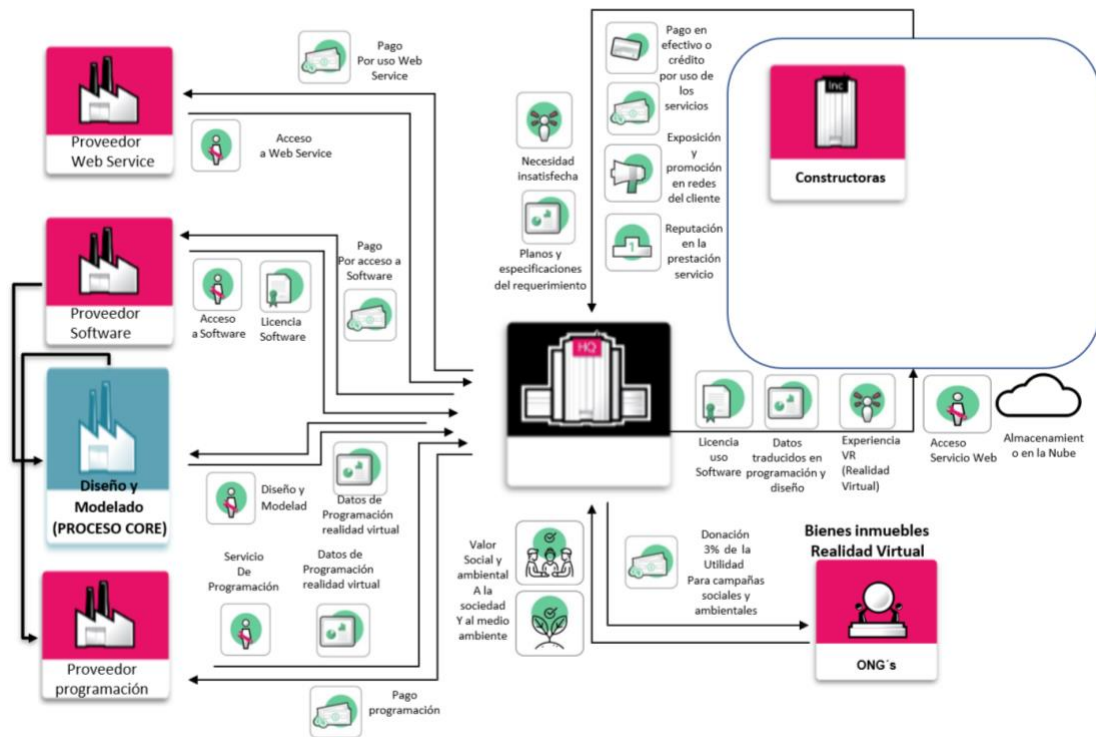 Pago
Por uso Web
Service
Proveedor
Web Service
Acceso
a Web Service
Proveedor
Software
Acceso
a Software
Licencia
Software
Pago
Por acceso a
Software
Diseño y
Modelado
(PROCESO CORE)
Diseño y
Modelad
Datos de
Programación
realidad virtual
Servicio
De
Programación
Datos de
Programación
realidad virtual
Proveedor
programación
Pago
programación
Necesidad
insatisfecha
Planos y
especificaciones
del requerimiento
Pago en
efectivo o
crédito
por uso de
los
servicios
Exposición
y
promoción
en redes
del cliente
1
Reputación
en la
prestación
servicio
Inc
Constructoras
HQ
Licencia
uso
Software
Datos
traducidos en
programación y
diseño
Experiencia
VR
(Realidad
Virtual)
Acceso
Servicio Web
Almacenamient
o en la Nube
Valor
Social y
ambiental
A la
sociedad
Y al medio
ambiente
Donación
3% de la
Utilidad
Para campañas
sociales y
ambientales
Bienes inmuebles
Realidad Virtual
ONG´s